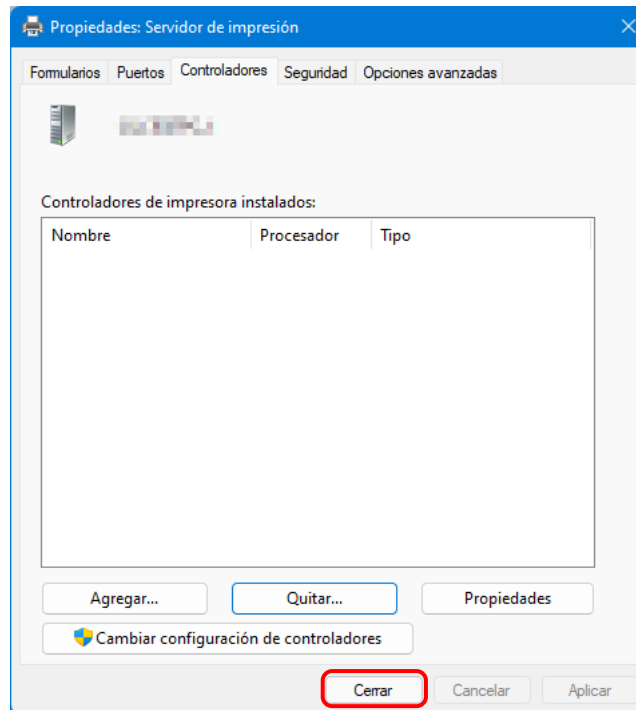 Propiedades: Servidor de impresión
Formularios Puertos Controladores Seguridad Opciones avanzadas
Controladores de impresora instalados:
Nombre Procesador Tipo
Agregar... Quitar... Propiedades
Cambiar configuración de controladores
Cerrar Cancelar Aplicar